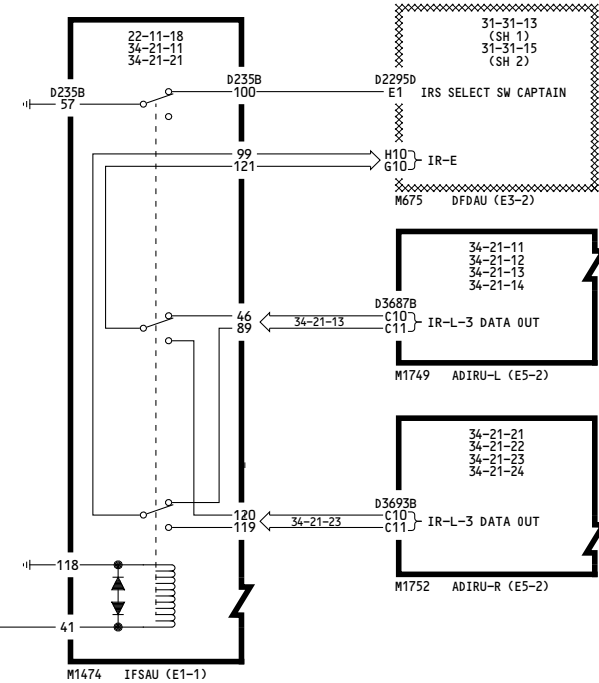 22-11-18
34-21-11
34-21-21
D235B
57
D235B
100
99
121
46
89
120
119
118
41
M1474 IFSAU (E1-1)
31-31-13
(SH 1)
31-31-15
(SH 2)
D2295D
E1 IRS SELECT SW CAPTAIN
H10
G10
IR-E
M675 DFDAU (E3-2)
34-21-11
34-21-12
34-21-13
34-21-14
D3687B
34-21-13
C10
C11
IR-L-3 DATA OUT
M1749 ADIRU-L (E5-2)
34-21-21
34-21-22
34-21-23
34-21-24
D3693B
34-21-23
C10
C11
IR-L-3 DATA OUT
M1752 ADIRU-R (E5-2)